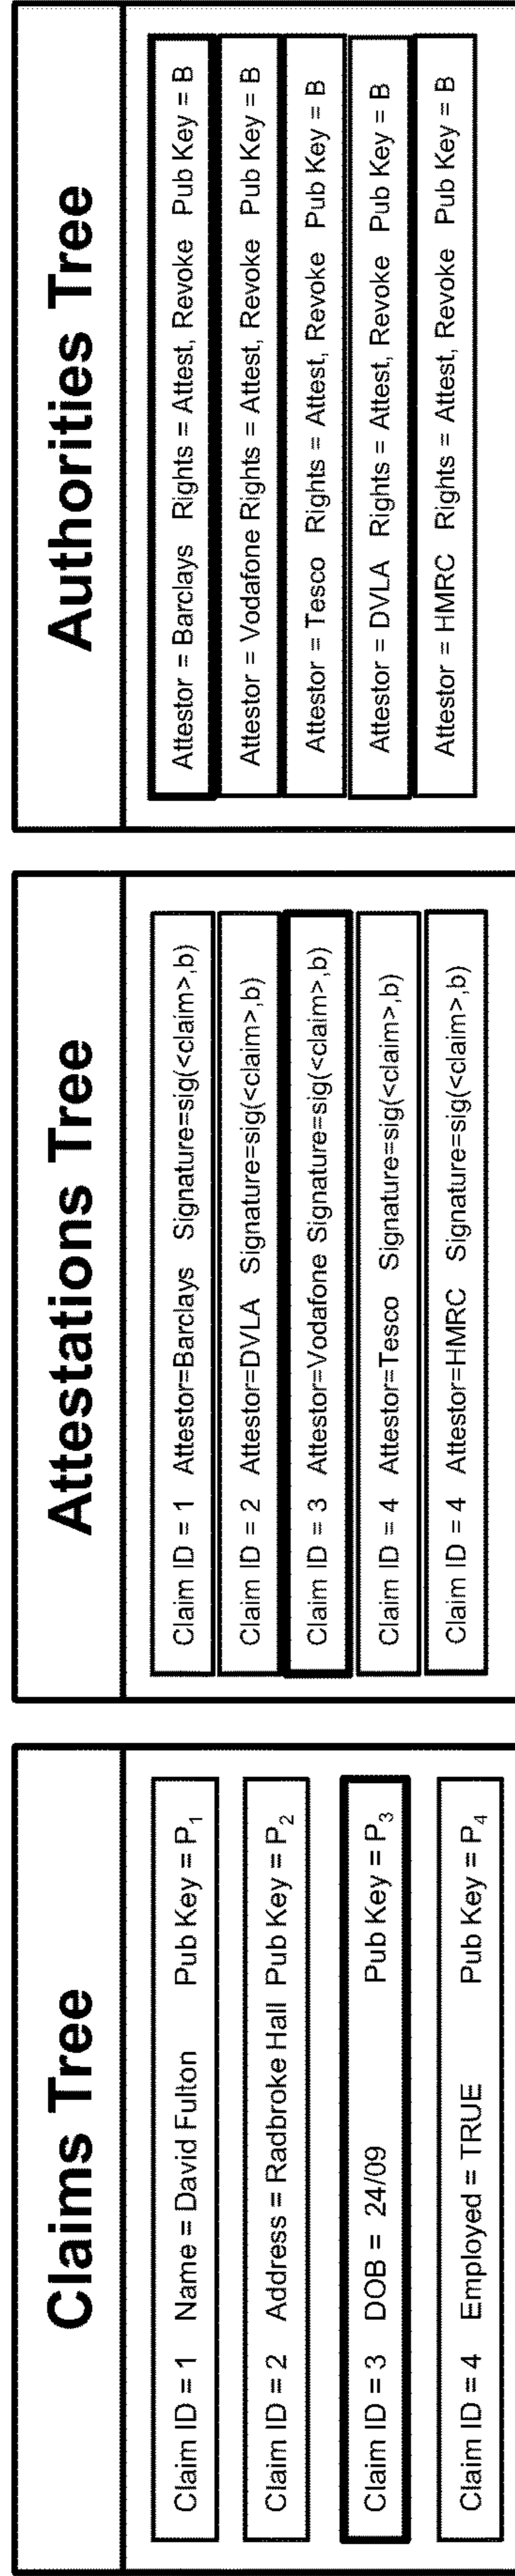 Claims Tree
Claim ID = 1 Name = David Fulton Pub Key = P₁
Claim ID = 2 Address = Radbroke Hall Pub Key = P₂
Claim ID = 3 DOB = 24/09 Pub Key = P₃
Claim ID = 4 Employed = TRUE Pub Key = P₄
Attestations Tree
Claim ID = 1 Attestor=Barclays Signature=sig(<claim>,b)
Claim ID = 2 Attestor=DVLA Signature=sig(<claim>,b)
Claim ID = 3 Attestor=Vodafone Signature=sig(<claim>,b)
Claim ID = 4 Attestor=Tesco Signature=sig(<claim>,b)
Claim ID = 4 Attestor=HMRC Signature=sig(<claim>,b)
Authorities Tree
Attestor = Barclays Rights = Attest, Revoke Pub Key = B
Attestor = Vodafone Rights = Attest, Revoke Pub Key = B
Attestor = Tesco Rights = Attest, Revoke Pub Key = B
Attestor = DVLA Rights = Attest, Revoke Pub Key = B
Attestor = HMRC Rights = Attest, Revoke Pub Key = B